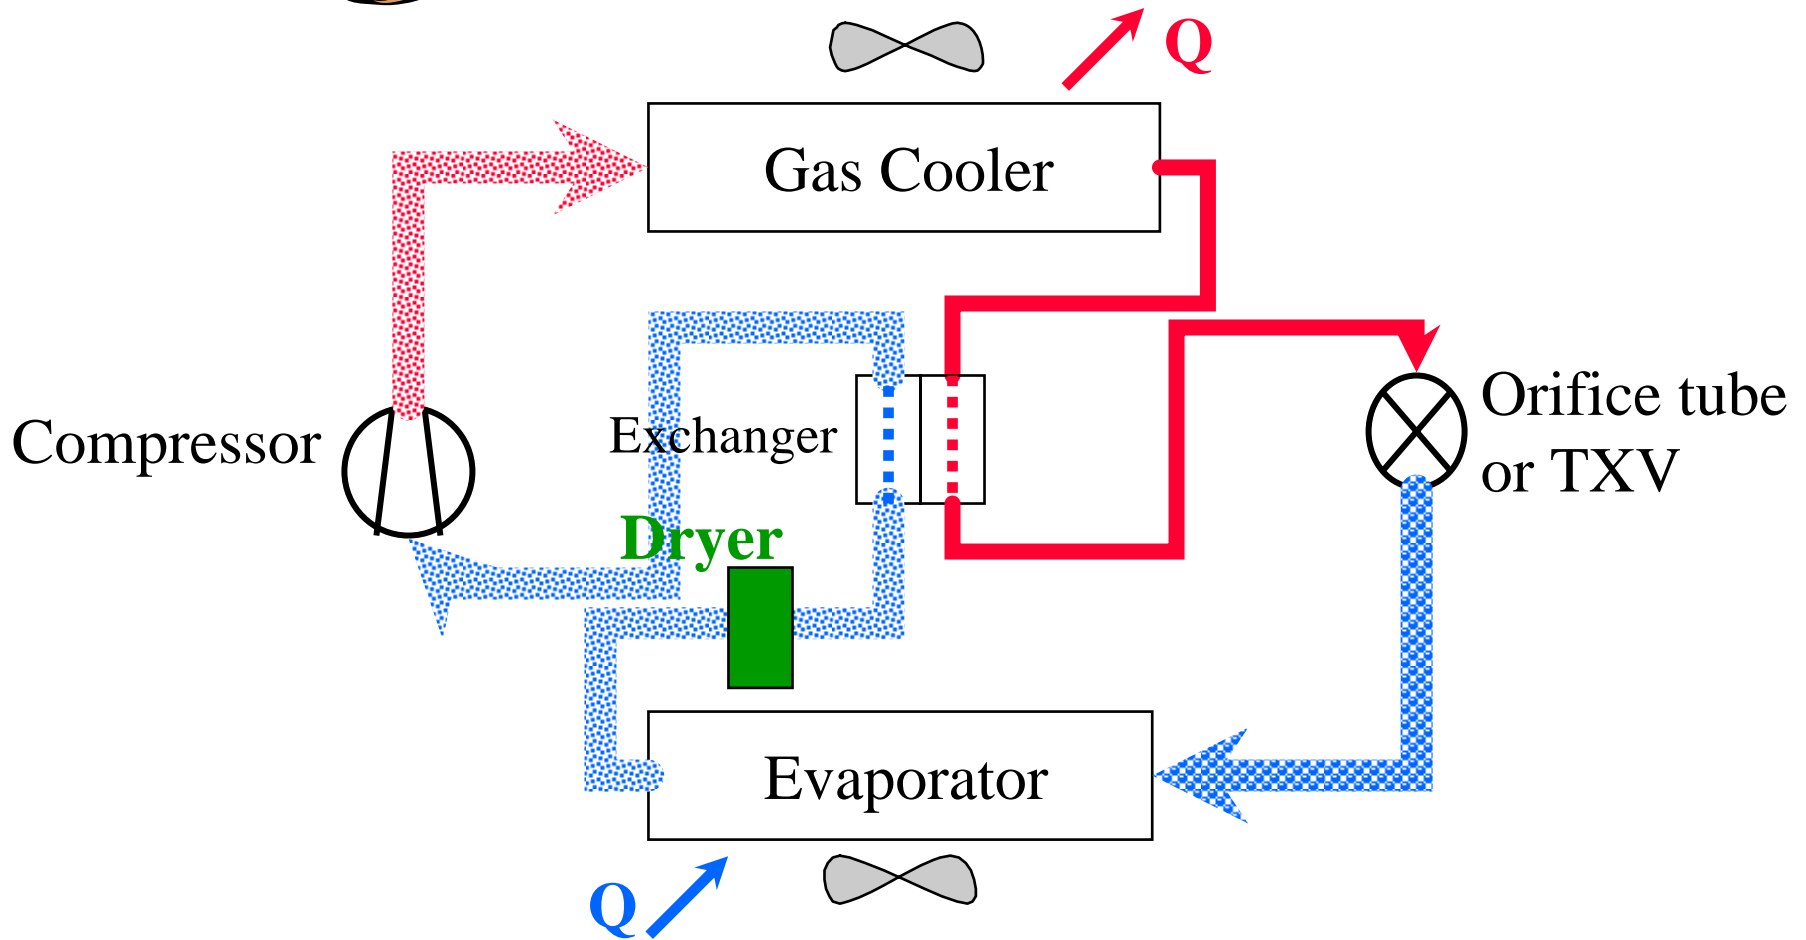 Q
Gas Cooler
Compressor
Exchanger
Orifice tube
or TXV
Dryer
Evaporator
Q